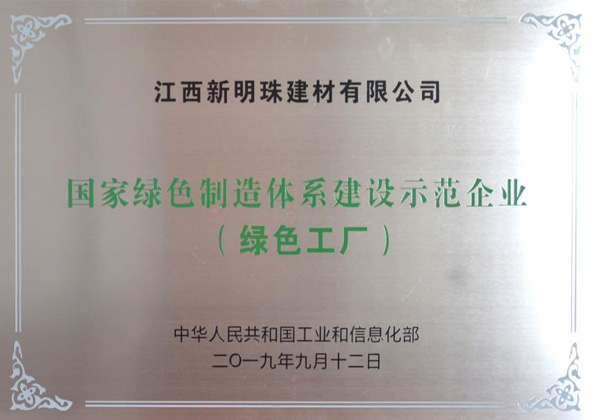 江西新明珠建材有限公司
国家绿色制造体系建设示范企业
（绿色工厂）
中华人民共和国工业和信息化部
二〇一九年九月十二日